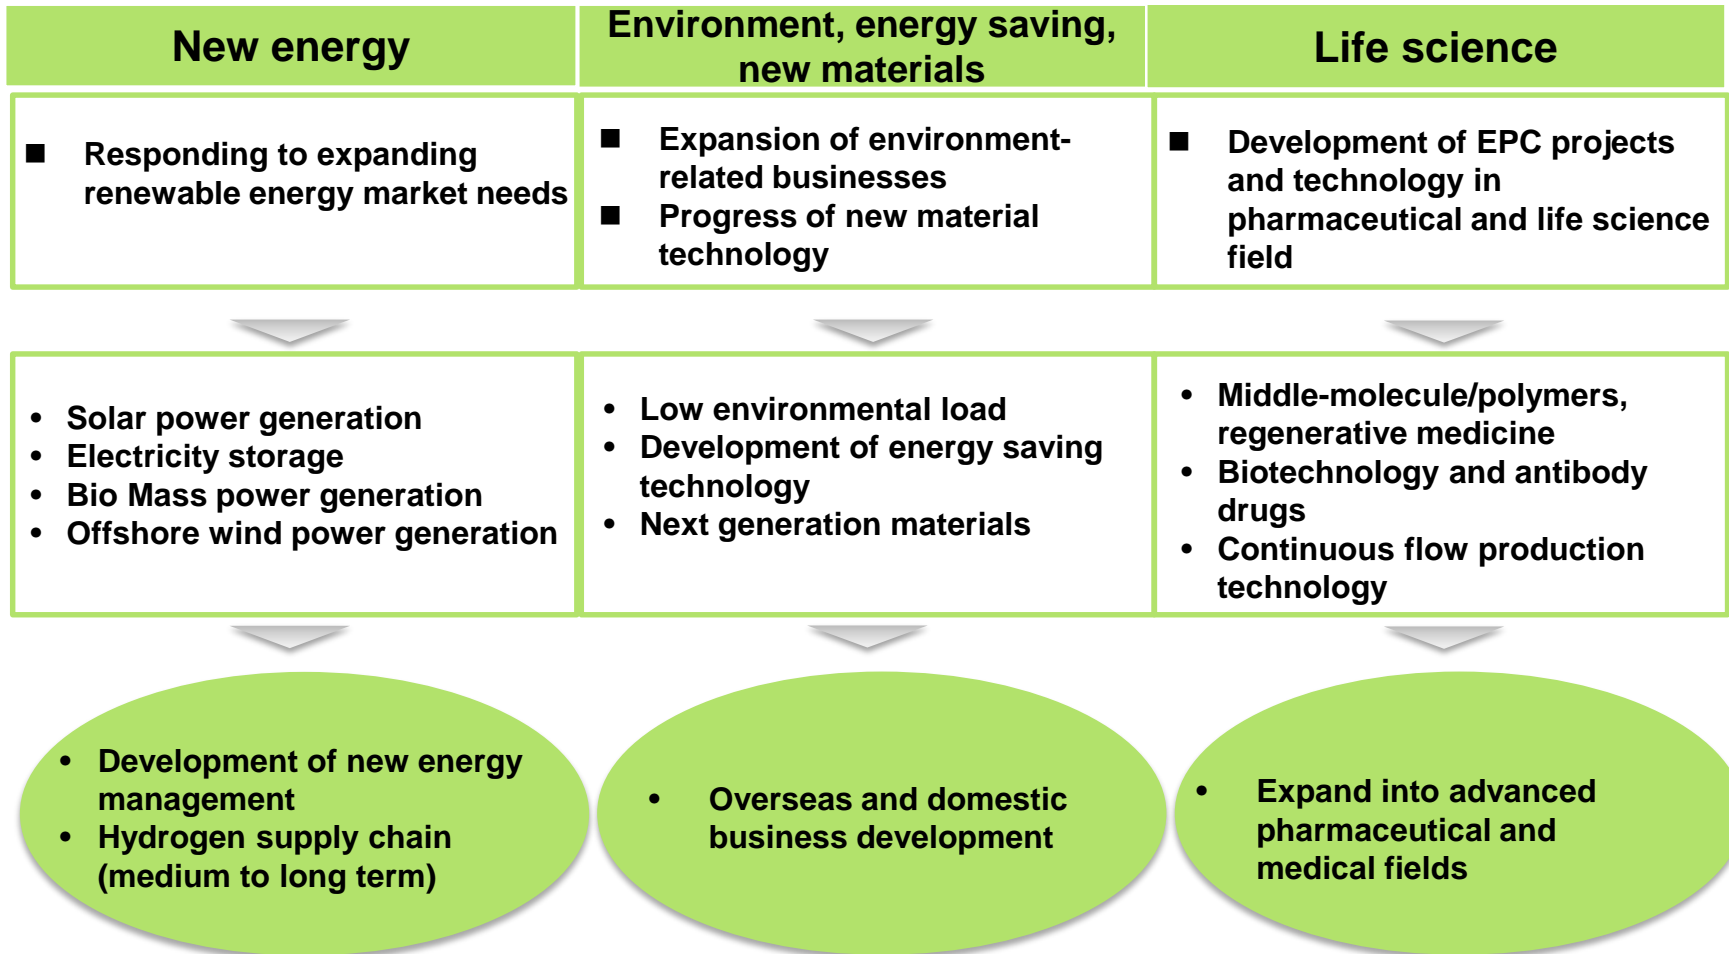 New energy
Environment, energy saving,
new materials
Life science
■ Responding to expanding
renewable energy market needs
■ Expansion of environment-
related businesses
■ Progress of new material
technology
■ Development of EPC projects
and technology in
pharmaceutical and life science
field
• Solar power generation
• Electricity storage
• Bio Mass power generation
• Offshore wind power generation
• Low environmental load
• Development of energy saving
technology
• Next generation materials
• Middle-molecule/polymers,
regenerative medicine
• Biotechnology and antibody
drugs
• Continuous flow production
technology
• Development of new energy
management
• Hydrogen supply chain
(medium to long term)
• Overseas and domestic
business development
• Expand into advanced
pharmaceutical and
medical fields